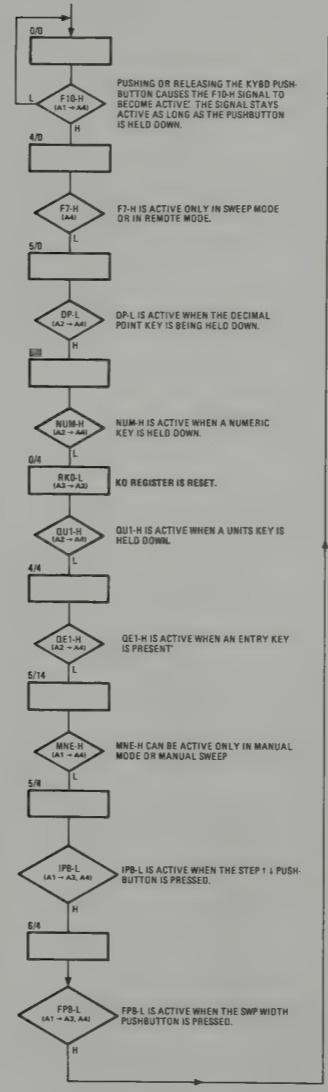 0/0
L
F10-H
(A1 → A4)
H
PUSHING OR RELEASING THE KYBD PUSH-
BUTTON CAUSES THE F10-H SIGNAL TO
BECOME ACTIVE. THE SIGNAL STAYS
ACTIVE AS LONG AS THE PUSHBUTTON
IS HELD DOWN.
4/0
F7-H
(A4)
L
F7-H IS ACTIVE ONLY IN SWEEP MODE
OR IN REMOTE MODE.
5/0
DP-L
(A2 → A4)
H
DP-L IS ACTIVE WHEN THE DECIMAL
POINT KEY IS BEING HELD DOWN.
NUM-H
(A2 → A4)
L
NUM-H IS ACTIVE WHEN A NUMERIC
KEY IS HELD DOWN.
0/4
RK0-L
(A3 → A2)
K0 REGISTER IS RESET.
QU1-H
(A2 → A4)
L
QU1-H IS ACTIVE WHEN A UNITS KEY IS
HELD DOWN.
4/4
QE1-H
(A2 → A4)
L
QE1-H IS ACTIVE WHEN AN ENTRY KEY
IS PRESENT
5/14
MNE-H
(A1 → A4)
L
MNE-H CAN BE ACTIVE ONLY IN MANUAL
MODE OR MANUAL SWEEP
5/4
IPB-L
(A1 → A3, A4)
H
IPB-L IS ACTIVE WHEN THE STEP ↑ ↓ PUSH-
BUTTON IS PRESSED.
6/4
FPB-L
(A1 → A3, A4)
H
FPB-L IS ACTIVE WHEN THE SWP WIDTH
PUSHBUTTON IS PRESSED.